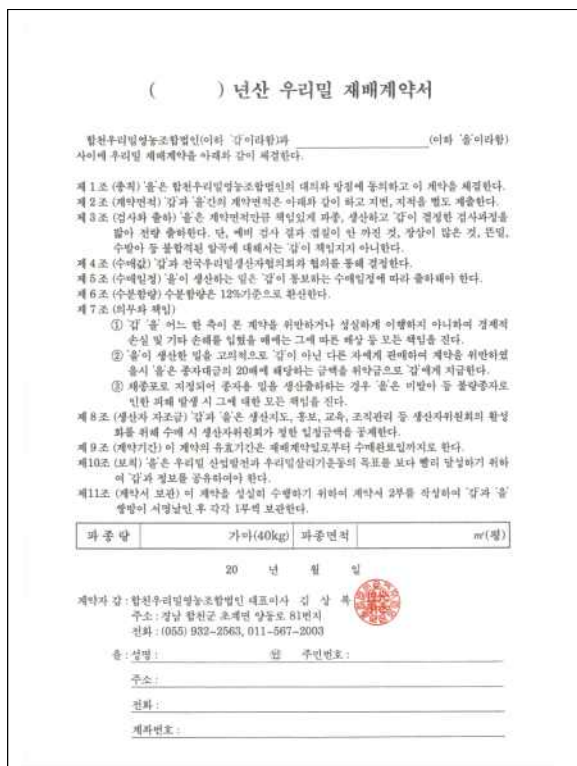 (          ) 년산 우리밀 재배계약서
합천우리밀영농조합법인(이하 '갑'이라함)과 (이하 '을'이라함)
사이에 우리밀 재배계약을 아래와 같이 체결한다.
제 1 조 (총칙) '을'은 합천우리밀영농조합법인의 대의와 방침에 동의하고 이 계약을 체결한다.
제 2 조 (계약면적) '갑'과 '을'간의 계약면적은 아래와 같이 하고 지번, 지적을 별도 제출한다.
제 3 조 (검사와 출하) '을'은 계약면적만큼 책임있게 파종, 생산하고 '갑'이 결정한 검사과정을
밟아 전량 출하한다. 단, 예비 검사 결과 껍질이 안 까진 것, 장삼이 많은 것, 뜬밀,
수발아 등 불합격된 알곡에 대해서는 '갑'이 책임지지 아니한다.
제 4 조 (수매값) '갑'과 전국우리밀생산자협의회와 협의를 통해 결정한다.
제 5 조 (수매일정) '을'이 생산하는 밀은 '갑'이 통보하는 수매일정에 따라 출하해야 한다.
제 6 조 (수분함량) 수분함량은 12%기준으로 환산한다.
제 7 조 (의무와 책임)
① '갑' '을' 어느 한 측이 본 계약을 위반하거나 성실하게 이행하지 아니하여 경제적
손실 및 기타 손해를 입혔을 때에는 그에 따른 배상 등 모든 책임을 진다.
② '을'이 생산한 밀을 고의적으로 '갑'이 아닌 다른 자에게 판매하여 계약을 위반하였
을시 '을'은 종자대금의 20배에 해당하는 금액을 위약금으로 '갑'에게 지급한다.
③ 채종포로 지정되어 종자용 밀을 생산출하하는 경우 '을'은 미발아 등 불량종자로
인한 피해 발생 시 그에 대한 모든 책임을 진다.
제 8 조 (생산자 자조금) '갑'과 '을'은 생산지도, 홍보, 교육, 조직관리 등 생산자위원회의 활성
화를 위해 수매 시 생산자위원회가 정한 일정금액을 공제한다.
제 9 조 (계약기간) 이 계약의 유효기간은 재배계약일로부터 수매완료일까지로 한다.
제10조 (보칙) '을'은 우리밀 산업발전과 우리밀살리기운동의 목표를 보다 빨리 달성하기 위하
여 '갑'과 정보를 공유하여야 한다.
제11조 (계약서 보관) 이 계약을 성실히 수행하기 위하여 계약서 2부를 작성하여 '갑'과 '을'
쌍방이 서명날인 후 각각 1부씩 보관한다.
파 종 량 가마(40kg) 파종면적 ㎡(평)
20 년 월 일
계약자 갑 : 합천우리밀영농조합법인 대표이사 김 상 복
주소 : 경남 합천군 초계면 양동로 81번지
전화 : (055) 932-2563, 011-567-2003
을 : 성명 : ㊞ 주민번호 :
주소 :
전화 :
계좌번호 :